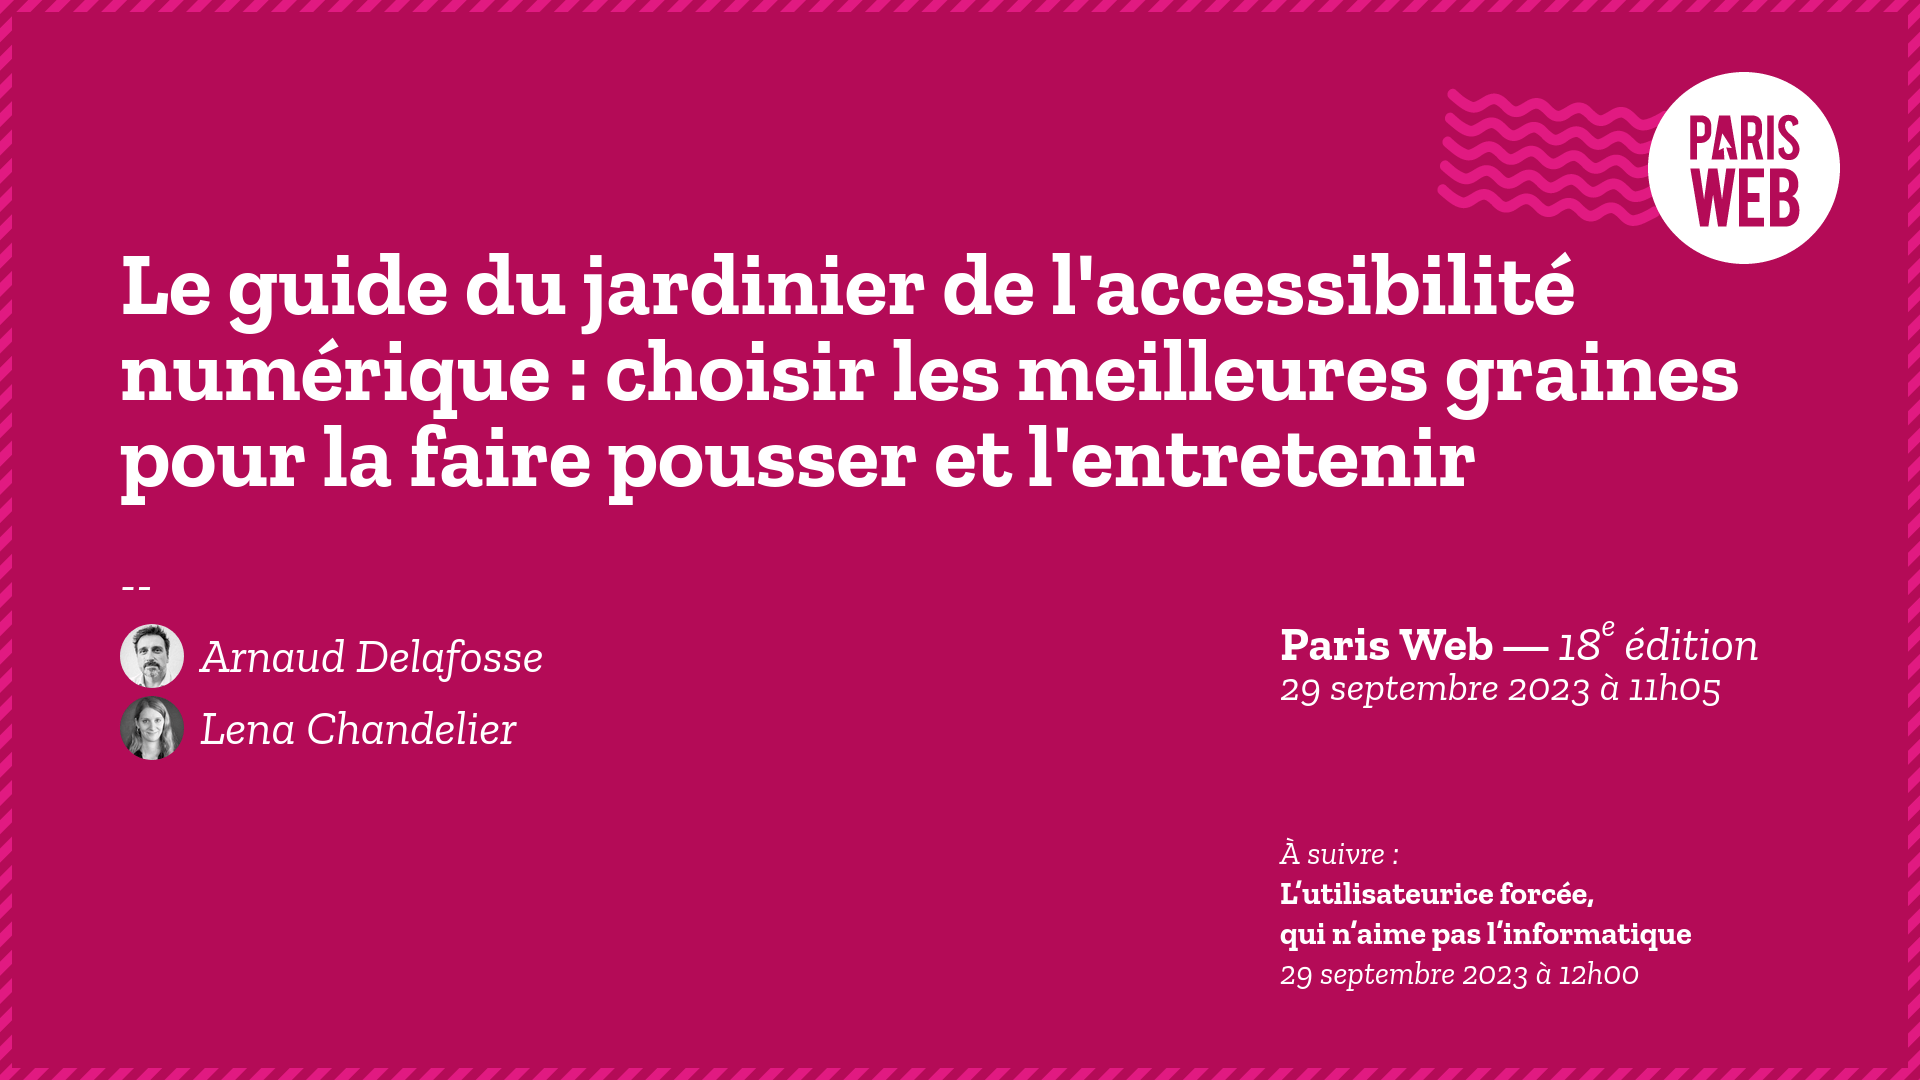 PARIS
WEB
Le guide du jardinier de l'accessibilité
numérique : choisir les meilleures graines
pour la faire pousser et l'entretenir
--
Arnaud Delafosse
Lena Chandelier
Paris Web — 18e édition
29 septembre 2023 à 11h05
À suivre :
L’utilisateurice forcée,
qui n’aime pas l’informatique
29 septembre 2023 à 12h00